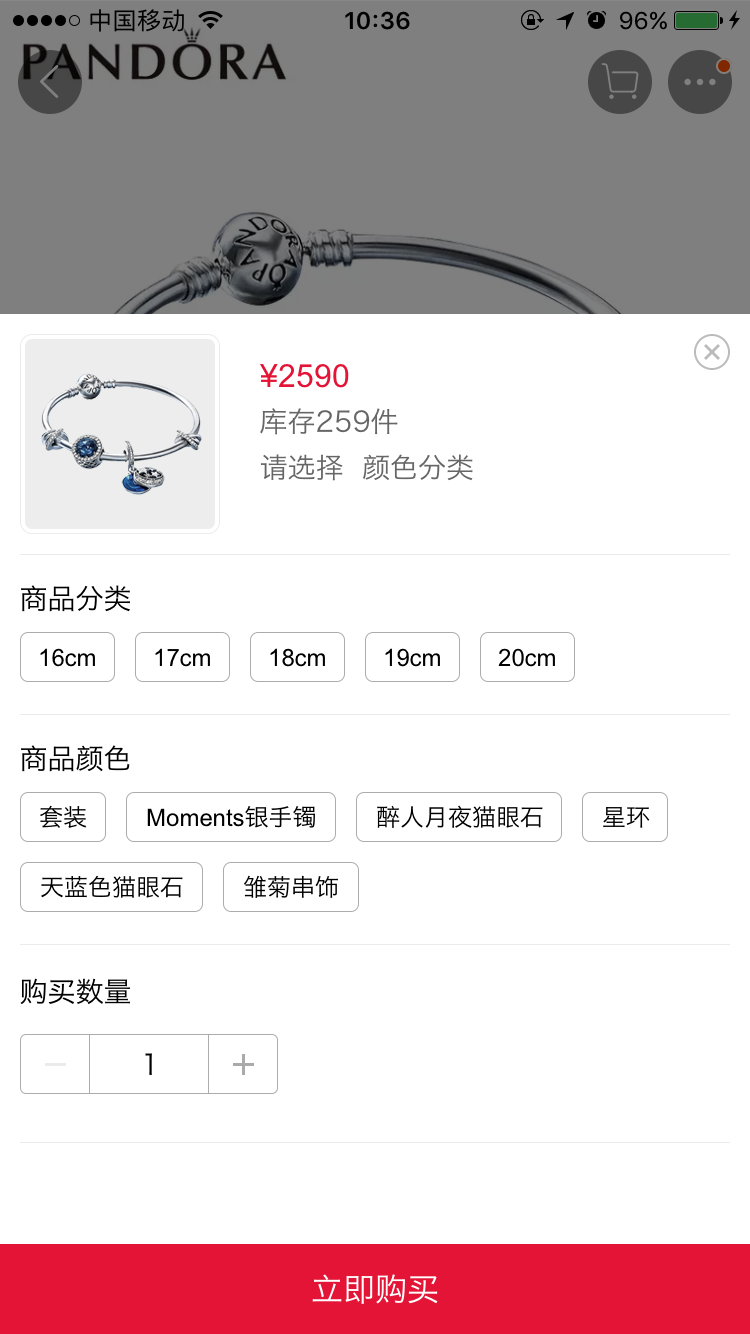 中国移动 10:36 96%
PANDORA
PANDORA
¥2590
库存259件
请选择 颜色分类
商品分类
16cm 17cm 18cm 19cm 20cm
商品颜色
套装 Moments银手镯 醉人月夜猫眼石 星环
天蓝色猫眼石 雏菊串饰
购买数量
1
立即购买